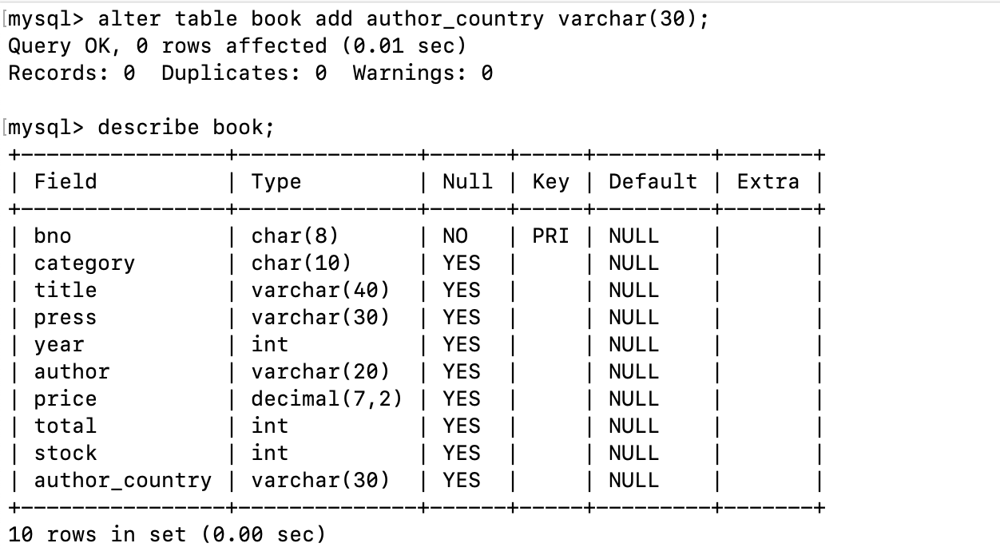 [mysql> alter table book add author_country varchar(30);
Query OK, 0 rows affected (0.01 sec)
Records: 0  Duplicates: 0  Warnings: 0

[mysql> describe book;
+----------------+--------------+------+-----+---------+-------+
| Field          | Type         | Null | Key | Default | Extra |
+----------------+--------------+------+-----+---------+-------+
| bno            | char(8)      | NO   | PRI | NULL    |       |
| category       | char(10)     | YES  |     | NULL    |       |
| title          | varchar(40)  | YES  |     | NULL    |       |
| press          | varchar(30)  | YES  |     | NULL    |       |
| year           | int          | YES  |     | NULL    |       |
| author         | varchar(20)  | YES  |     | NULL    |       |
| price          | decimal(7,2) | YES  |     | NULL    |       |
| total          | int          | YES  |     | NULL    |       |
| stock          | int          | YES  |     | NULL    |       |
| author_country | varchar(30)  | YES  |     | NULL    |       |
+----------------+--------------+------+-----+---------+-------+
10 rows in set (0.00 sec)